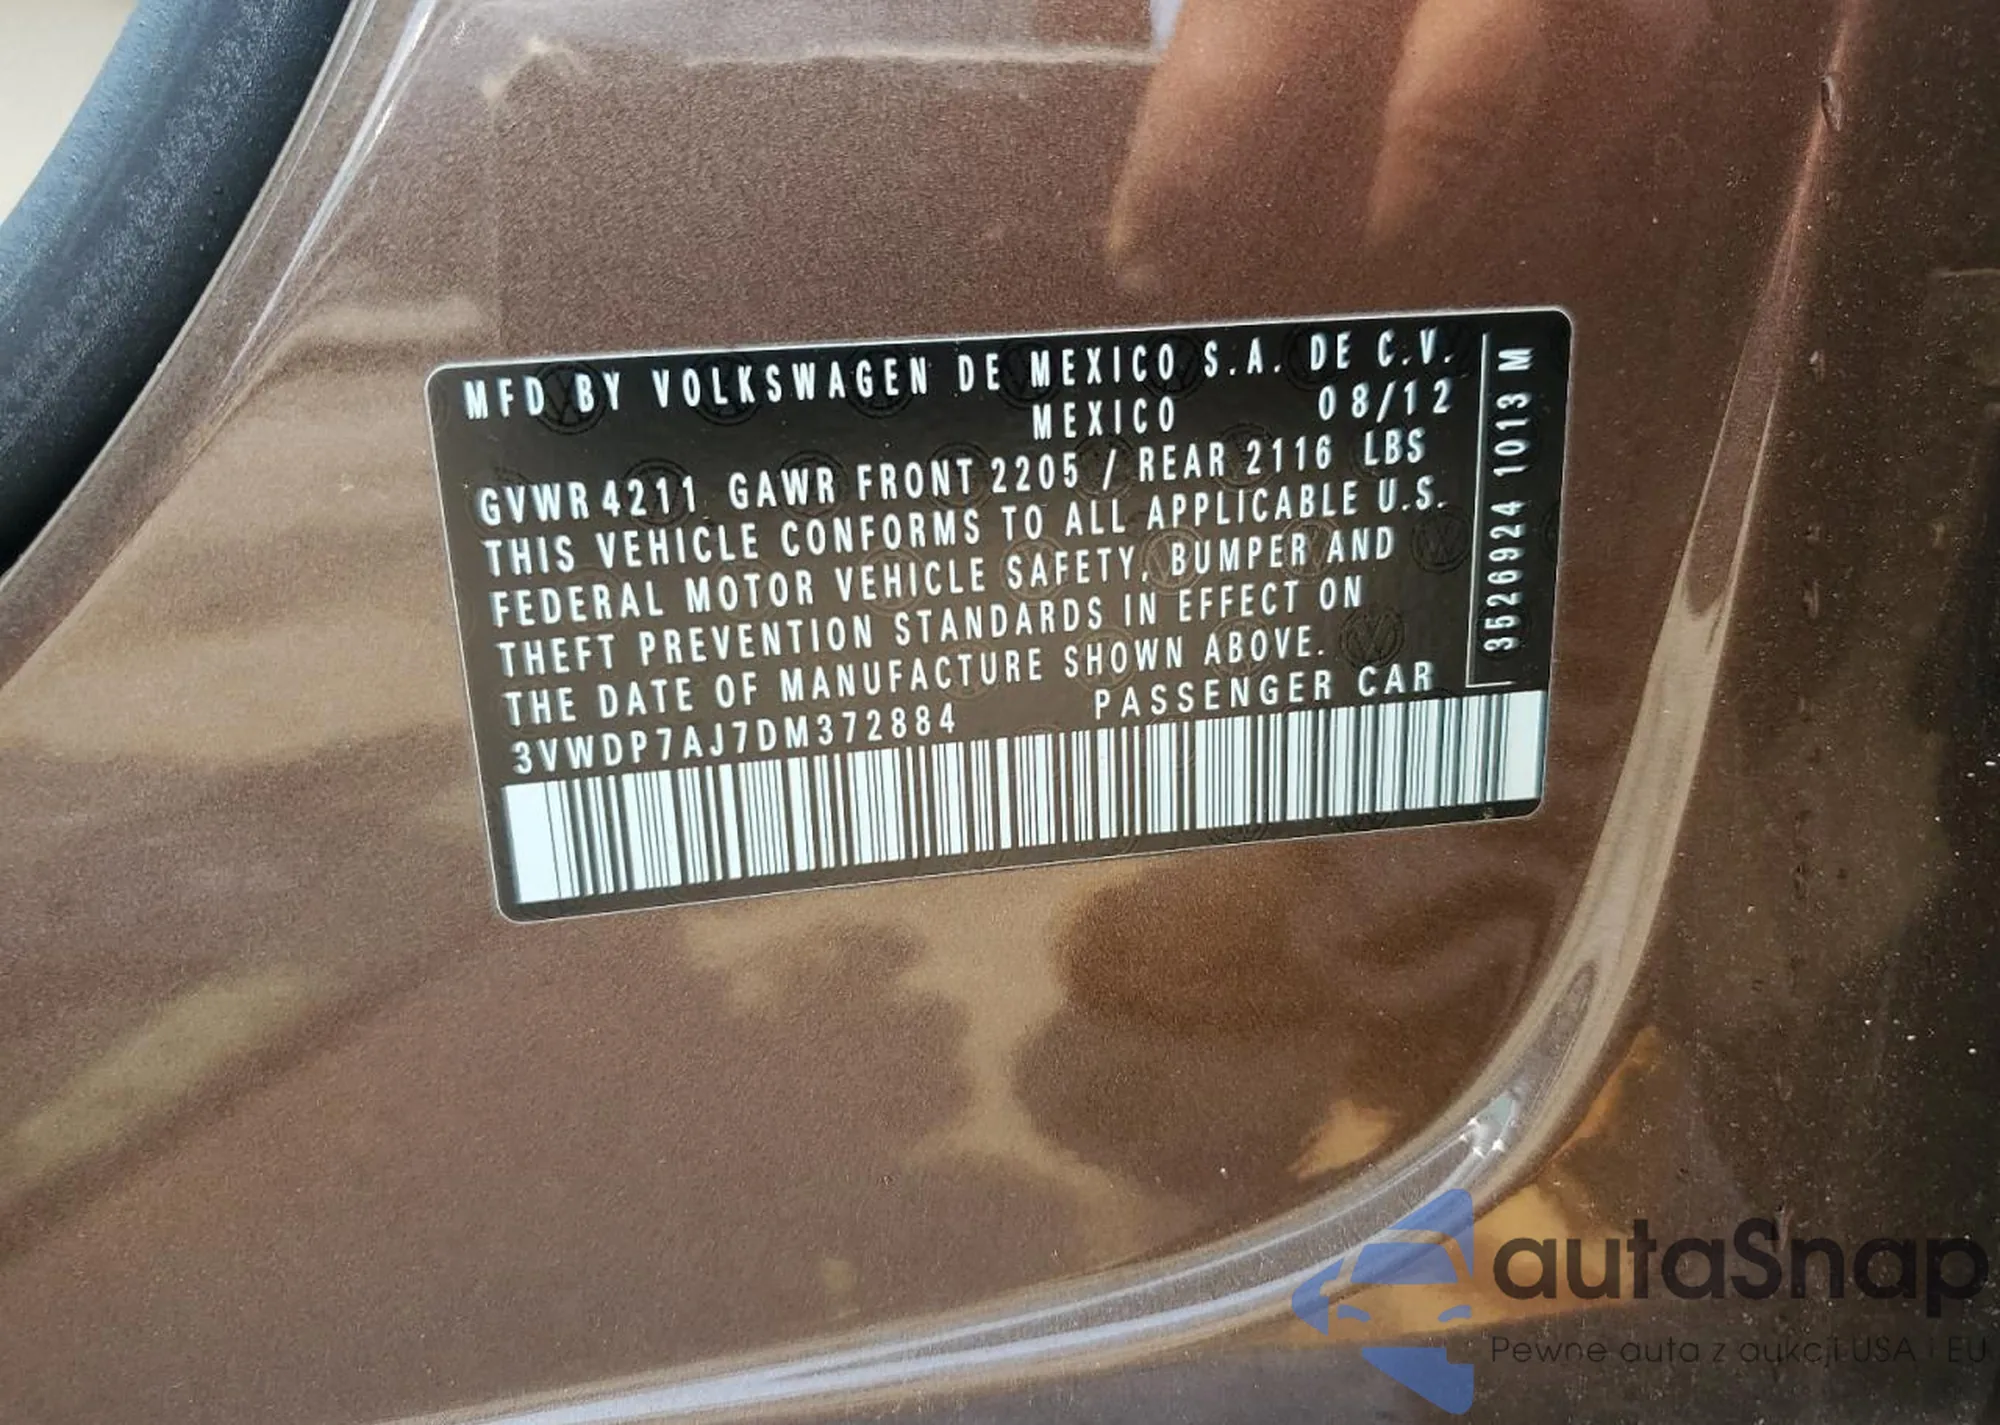 MFD BY VOLKSWAGEN DE MEXICO S.A. DE C.V.
MEXICO 08/12
GVWR 4211 GAWR FRONT 2205 / REAR 2116 LBS
THIS VEHICLE CONFORMS TO ALL APPLICABLE U.S.
FEDERAL MOTOR VEHICLE SAFETY, BUMPER AND
THEFT PREVENTION STANDARDS IN EFFECT ON
THE DATE OF MANUFACTURE SHOWN ABOVE.
3VWDP7AJ7DM372884 PASSENGER CAR
3526924 1013 M
autaSnap
Pewne auta z aukcji USA i EU